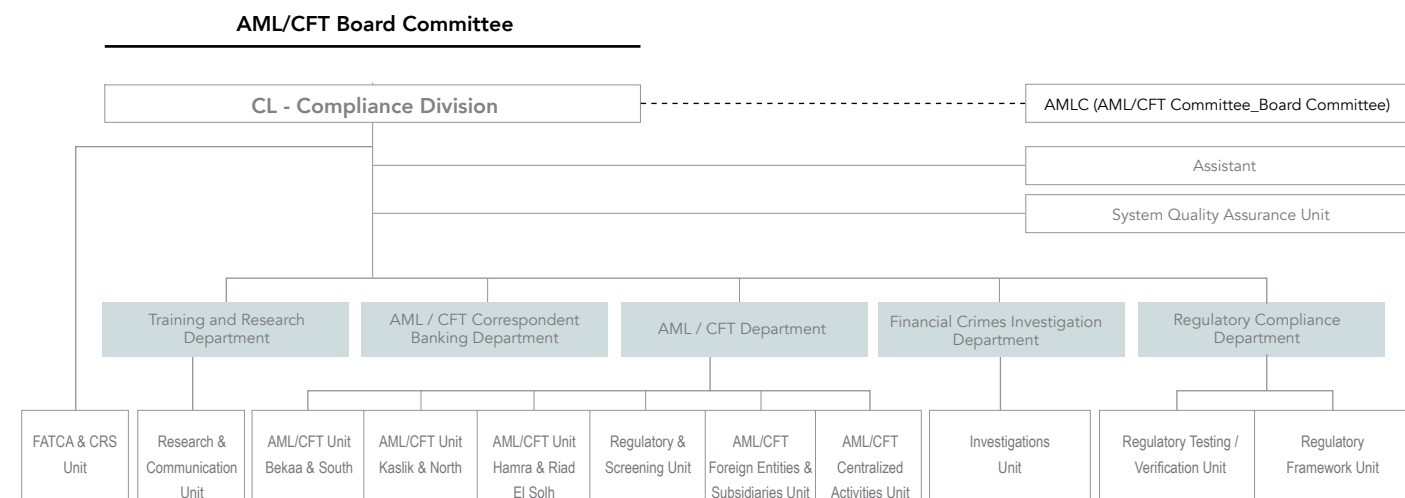 AML/CFT Board Committee
CL - Compliance Division
AMLC (AML/CFT Committee_Board Committee)
Assistant
System Quality Assurance Unit
Training and Research
Department
AML / CFT Correspondent
Banking Department
AML / CFT Department
Financial Crimes Investigation
Department
Regulatory Compliance
Department
FATCA & CRS
Unit
Research &
Communication
Unit
AML/CFT Unit
Bekaa & South
AML/CFT Unit
Kaslik & North
AML/CFT Unit
Hamra & Riad
El Solh
Regulatory &
Screening Unit
AML/CFT
Foreign Entities &
Subsidiaries Unit
AML/CFT
Centralized
Activities Unit
Investigations
Unit
Regulatory Testing /
Verification Unit
Regulatory
Framework Unit